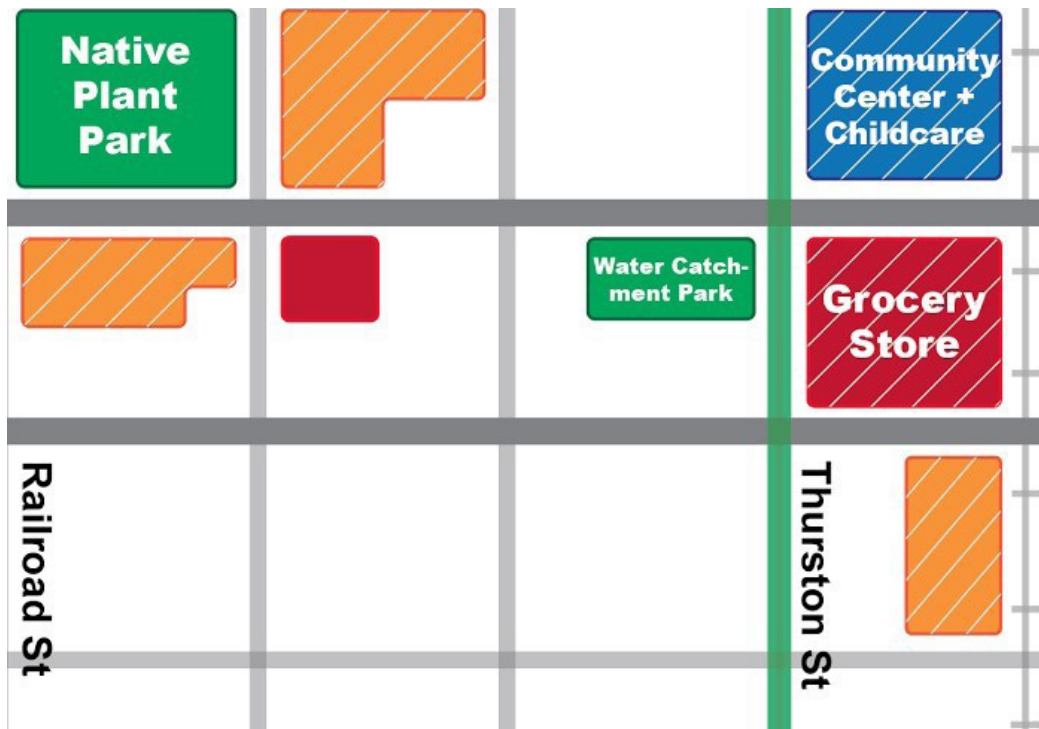 Native
Plant
Park
Community
Center +
Childcare
Water Catch-
ment Park
Grocery
Store
Railroad St
Thurston St